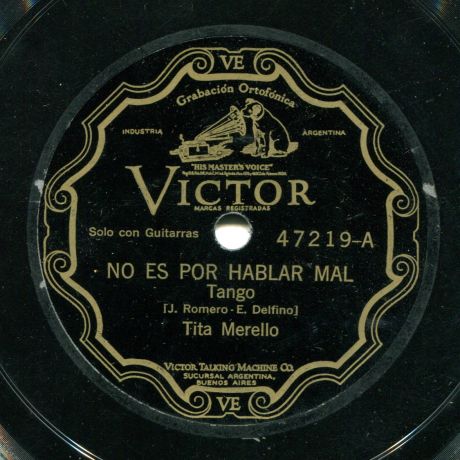 VE
Grabación Ortofónica
INDUSTRIA ARGENTINA
"HIS MASTER'S VOICE"
VICTOR
MARCAS REGISTRADAS
Solo con Guitarras 47219-A
NO ES POR HABLAR MAL
Tango
[J. Romero - E. Delfino]
Tita Merello
VICTOR TALKING MACHINE CO.
SUCURSAL ARGENTINA,
BUENOS AIRES
VE